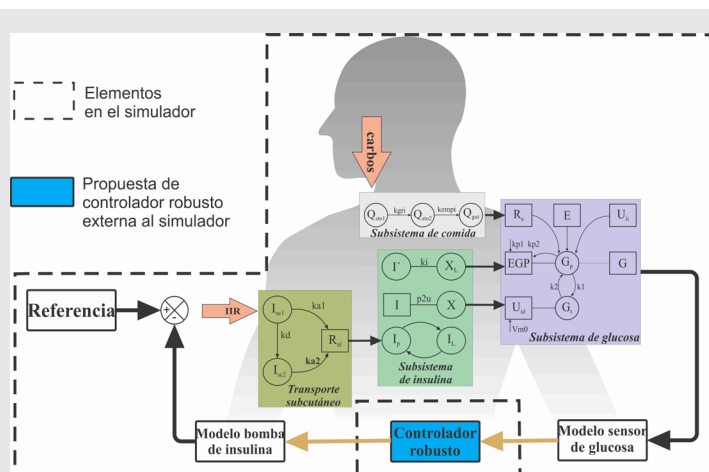 Elementos
en el simulador
Propuesta de
controlador robusto
externa al simulador
carbos
Qsto1
kgri
Qsto2
kempt
Qgut
Subsistema de comida
Ra
E
Uii
kp1 kp2
EGP
Gp
G
k2
k1
Uid
Gt
Vm0
Subsistema de glucosa
I´
ki
XL
I
p2u
X
Ip
IL
Subsistema
de insulina
Referencia
+
-
IIR
Isc1
ka1
kd
Rai
ka2
Isc2
Transporte
subcutáneo
Modelo bomba
de insulina
Controlador
robusto
Modelo sensor
de glucosa